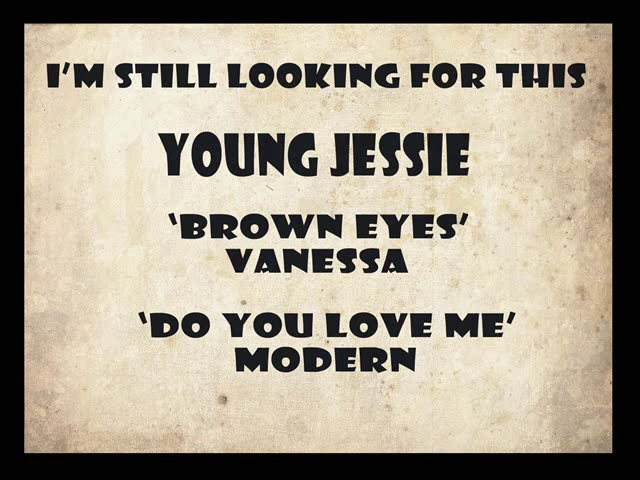 I'M STILL LOOKING FOR THIS
YOUNG JESSIE
'BROWN EYES'
VANESSA
'DO YOU LOVE ME'
MODERN